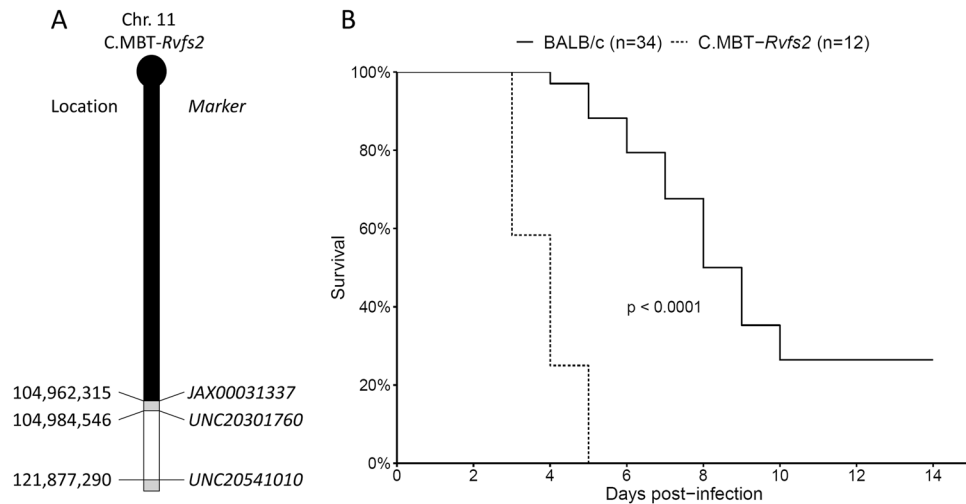 A
Chr. 11
C.MBT-Rvfs2
Location Marker
104,962,315 JAX00031337
104,984,546 UNC20301760
121,877,290 UNC20541010
B
BALB/c (n=34) C.MBT−Rvfs2 (n=12)
100%
80%
60%
40%
20%
0%
Survival
p < 0.0001
0 2 4 6 8 10 12 14
Days post−infection